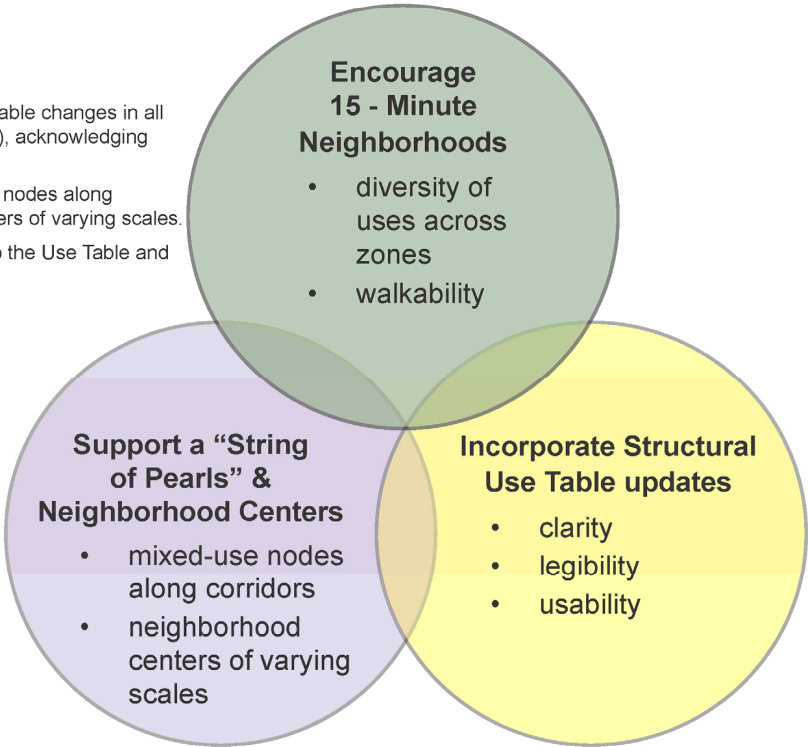 able changes in all
), acknowledging
nodes along
ers of varying scales.
the Use Table and
Encourage
15 - Minute
Neighborhoods
• diversity of
uses across
zones
• walkability
Support a “String
of Pearls” &
Neighborhood Centers
• mixed-use nodes
along corridors
• neighborhood
centers of varying
scales
Incorporate Structural
Use Table updates
• clarity
• legibility
• usability